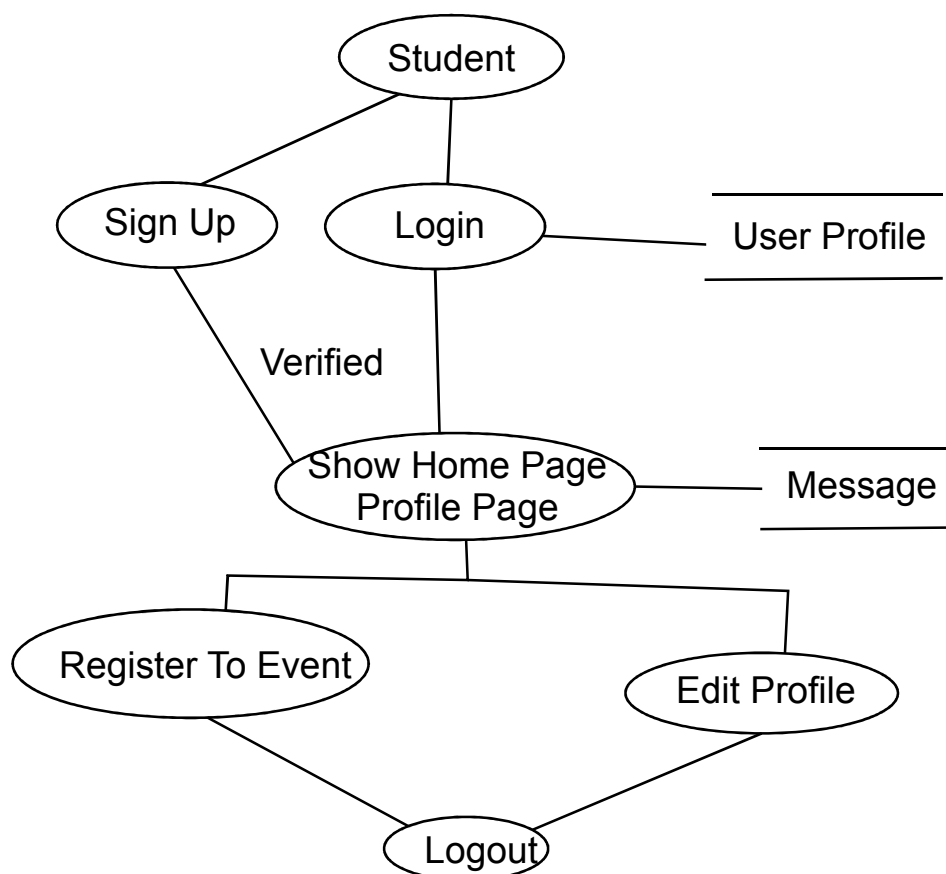 Student
Sign Up
Login
User Profile
Verified
Show Home Page
Profile Page
Message
Register To Event
Edit Profile
Logout